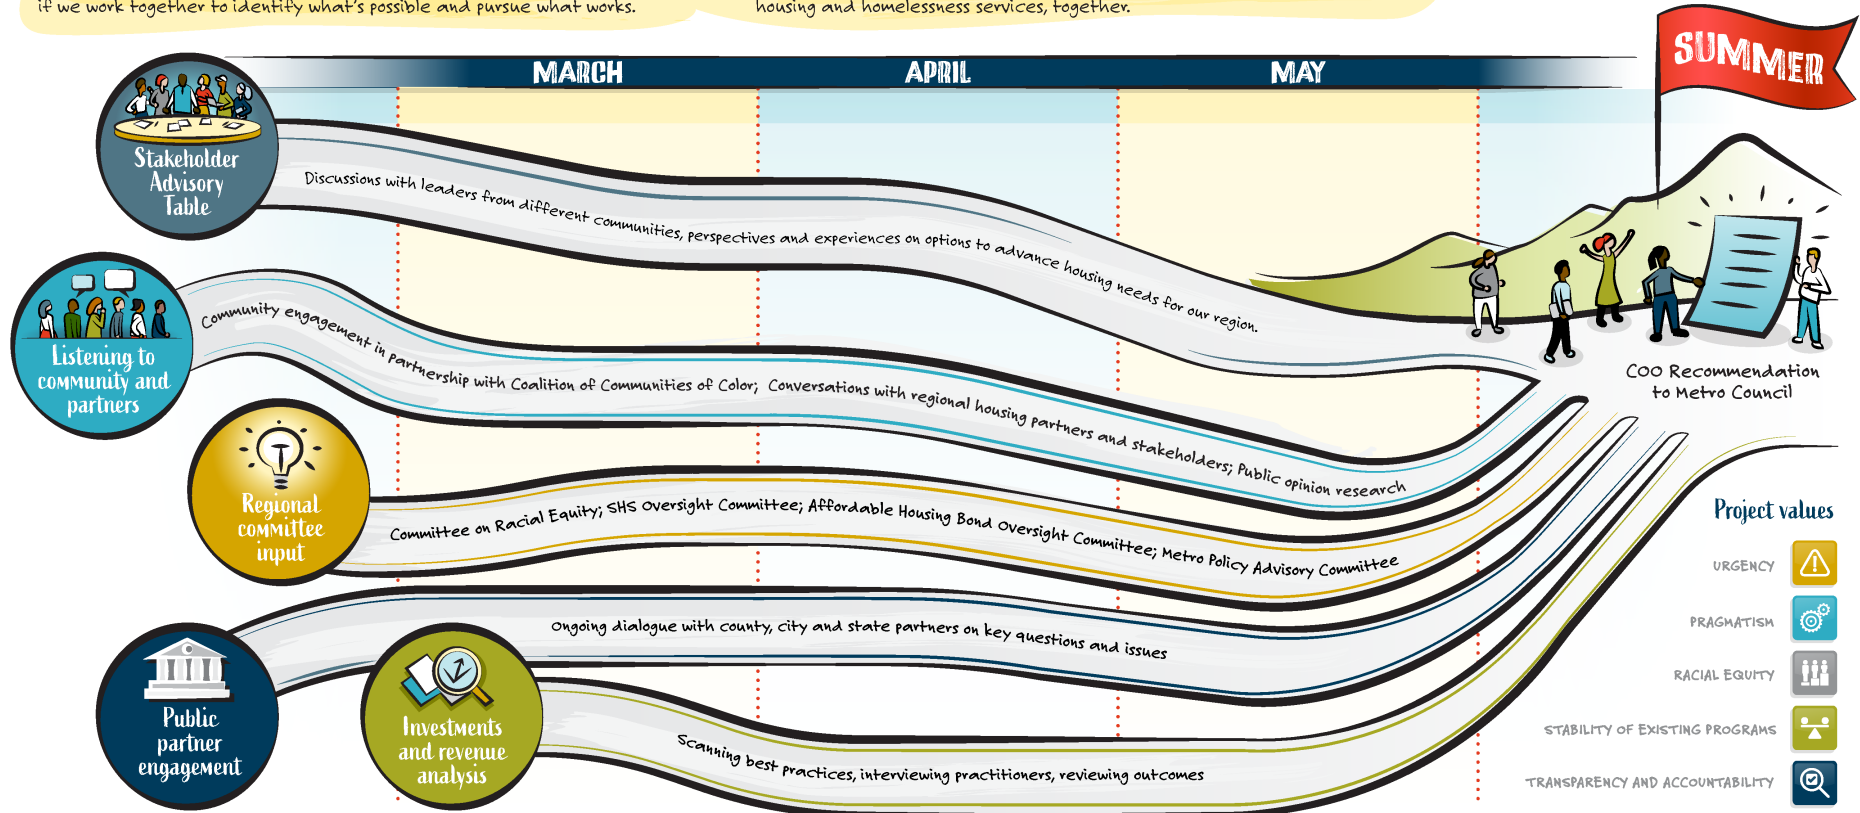 if we work together to identify what's possible and pursue what works.
housing and homelessness services, together.
MARCH
APRIL
MAY
SUMMER
Stakeholder
Advisory
Table
Discussions with leaders from different communities, perspectives and experiences on options to advance housing needs for our region.
Listening to
community and
partners
Community engagement in partnership with Coalition of Communities of Color; Conversations with regional housing partners and stakeholders; Public opinion research
Regional
committee
input
Committee on Racial Equity; SHS Oversight Committee; Affordable Housing Bond Oversight Committee; Metro Policy Advisory Committee
Public
partner
engagement
Ongoing dialogue with county, city and state partners on key questions and issues
Investments
and revenue
analysis
Scanning best practices, interviewing practitioners, reviewing outcomes
COO Recommendation
to Metro Council
Project values
URGENCY
PRAGMATISM
RACIAL EQUITY
STABILITY OF EXISTING PROGRAMS
TRANSPARENCY AND ACCOUNTABILITY